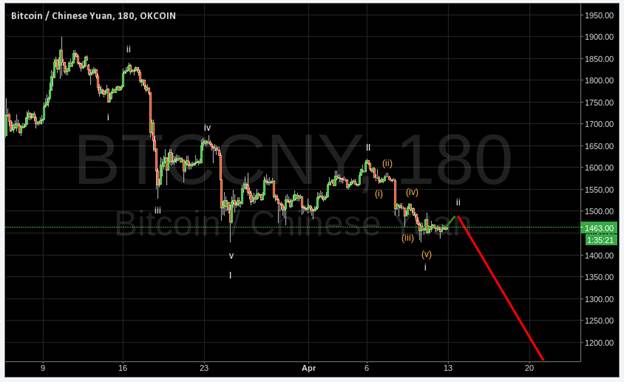 Bitcoin / Chinese Yuan, 180, OKCOIN
BTCCNY, 180
Bitcoin / Chinese Yuan
1950.00
1900.00
1850.00
1800.00
1750.00
1700.00
1650.00
1600.00
1550.00
1500.00
1463.00
1:35:21
1400.00
1350.00
1300.00
1250.00
1200.00
ii
i
iv
iii
v
I
II
(ii)
(i)
(iv)
(iii)
(v)
i
ii
9
16
23
Apr
6
13
20